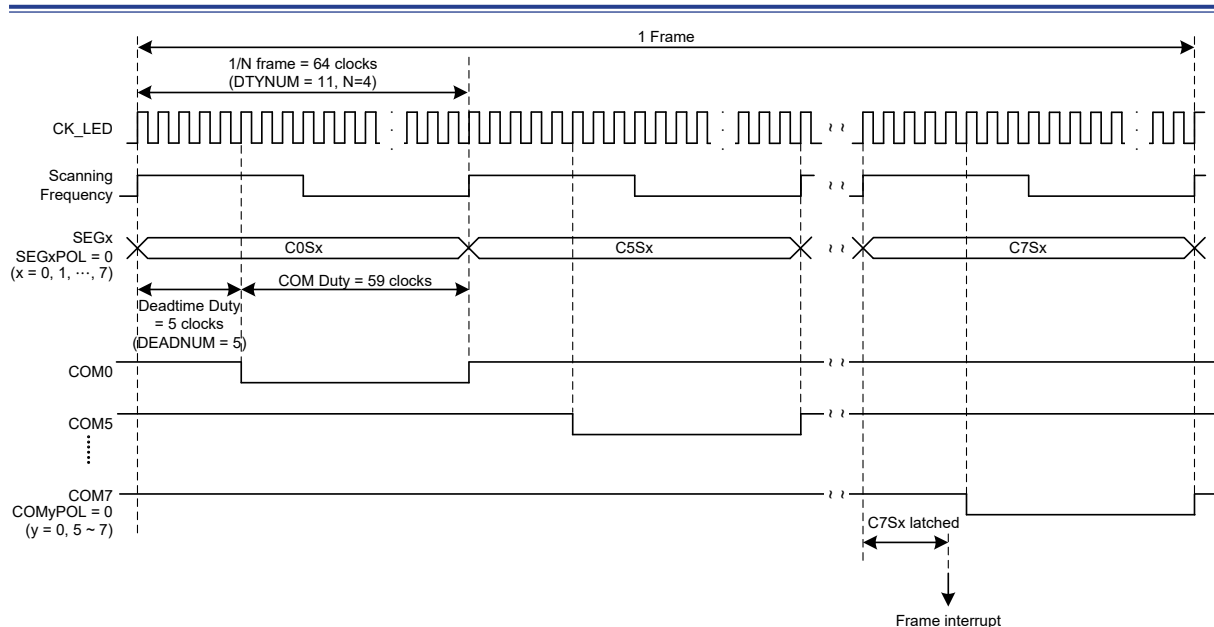 1 Frame
1/N frame = 64 clocks
(DTYNUM = 11, N=4)
CK_LED
Scanning
Frequency
SEGx
SEGxPOL = 0
(x = 0, 1, ···, 7)
C0Sx
C5Sx
C7Sx
COM Duty = 59 clocks
Deadtime Duty
= 5 clocks
(DEADNUM = 5)
COM0
COM5
COM7
COMyPOL = 0
(y = 0, 5 ~ 7)
C7Sx latched
Frame interrupt